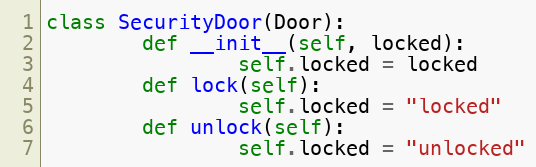 1 class SecurityDoor(Door):
2         def __init__(self, locked):
3                 self.locked = locked
4         def lock(self):
5                 self.locked = "locked"
6         def unlock(self):
7                 self.locked = "unlocked"